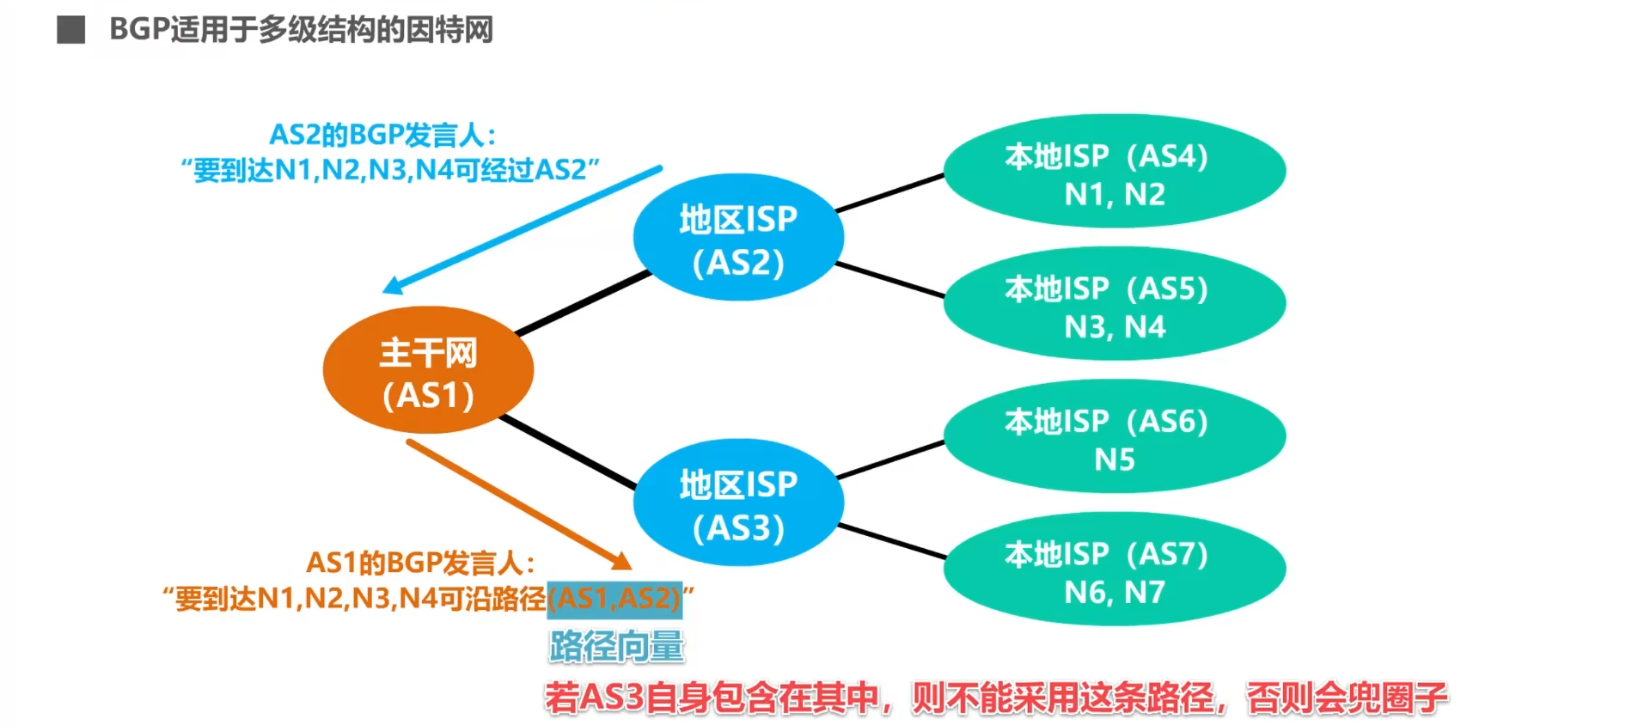 BGP适用于多级结构的因特网
AS2的BGP发言人：
“要到达N1,N2,N3,N4可经过AS2”
地区ISP
（AS2）
本地ISP（AS4）
N1, N2
本地ISP（AS5）
N3, N4
主干网
（AS1）
地区ISP
（AS3）
本地ISP（AS6）
N5
本地ISP（AS7）
N6, N7
AS1的BGP发言人：
“要到达N1,N2,N3,N4可沿路径(AS1,AS2)”
路径向量
若AS3自身包含在其中，则不能采用这条路径，否则会兜圈子